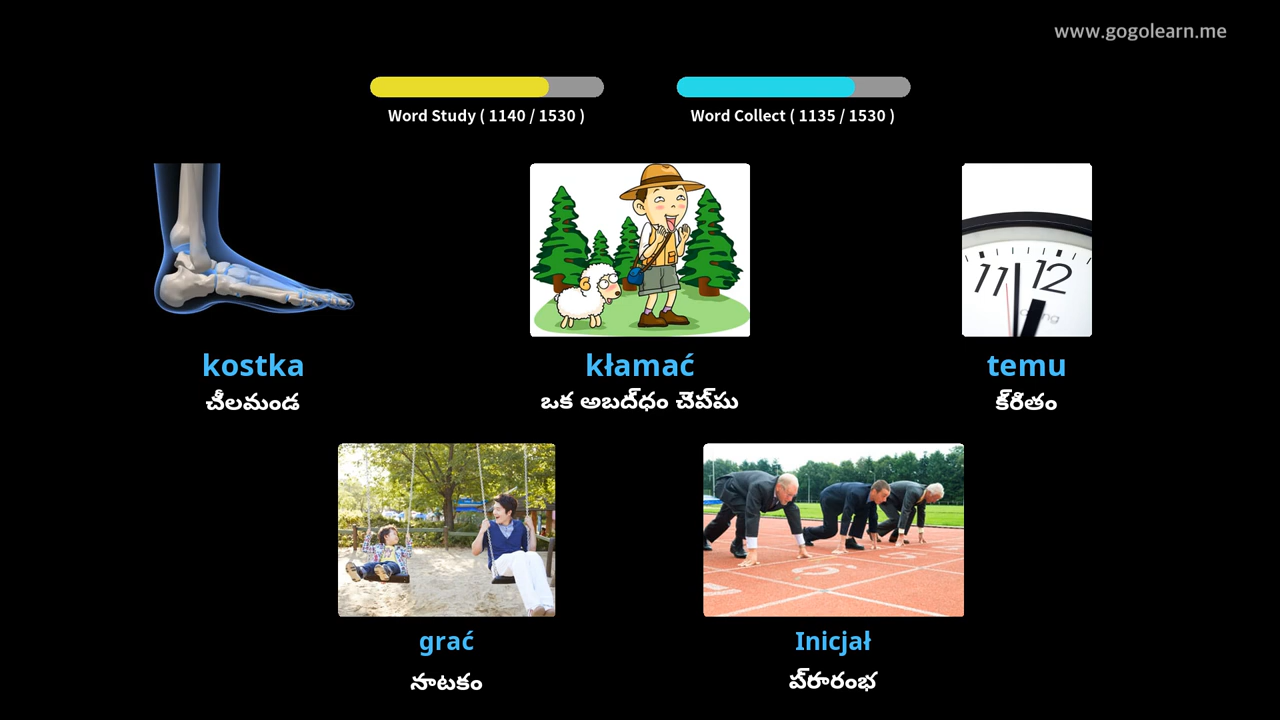 www.gogolearn.me
Word Study ( 1140 / 1530 )
Word Collect ( 1135 / 1530 )
kostka
చీలమండ
kłamać
ఒక అబద్ధం చెప్పు
temu
క్రితం
grać
నాటకం
Inicjał
ప్రారంభ